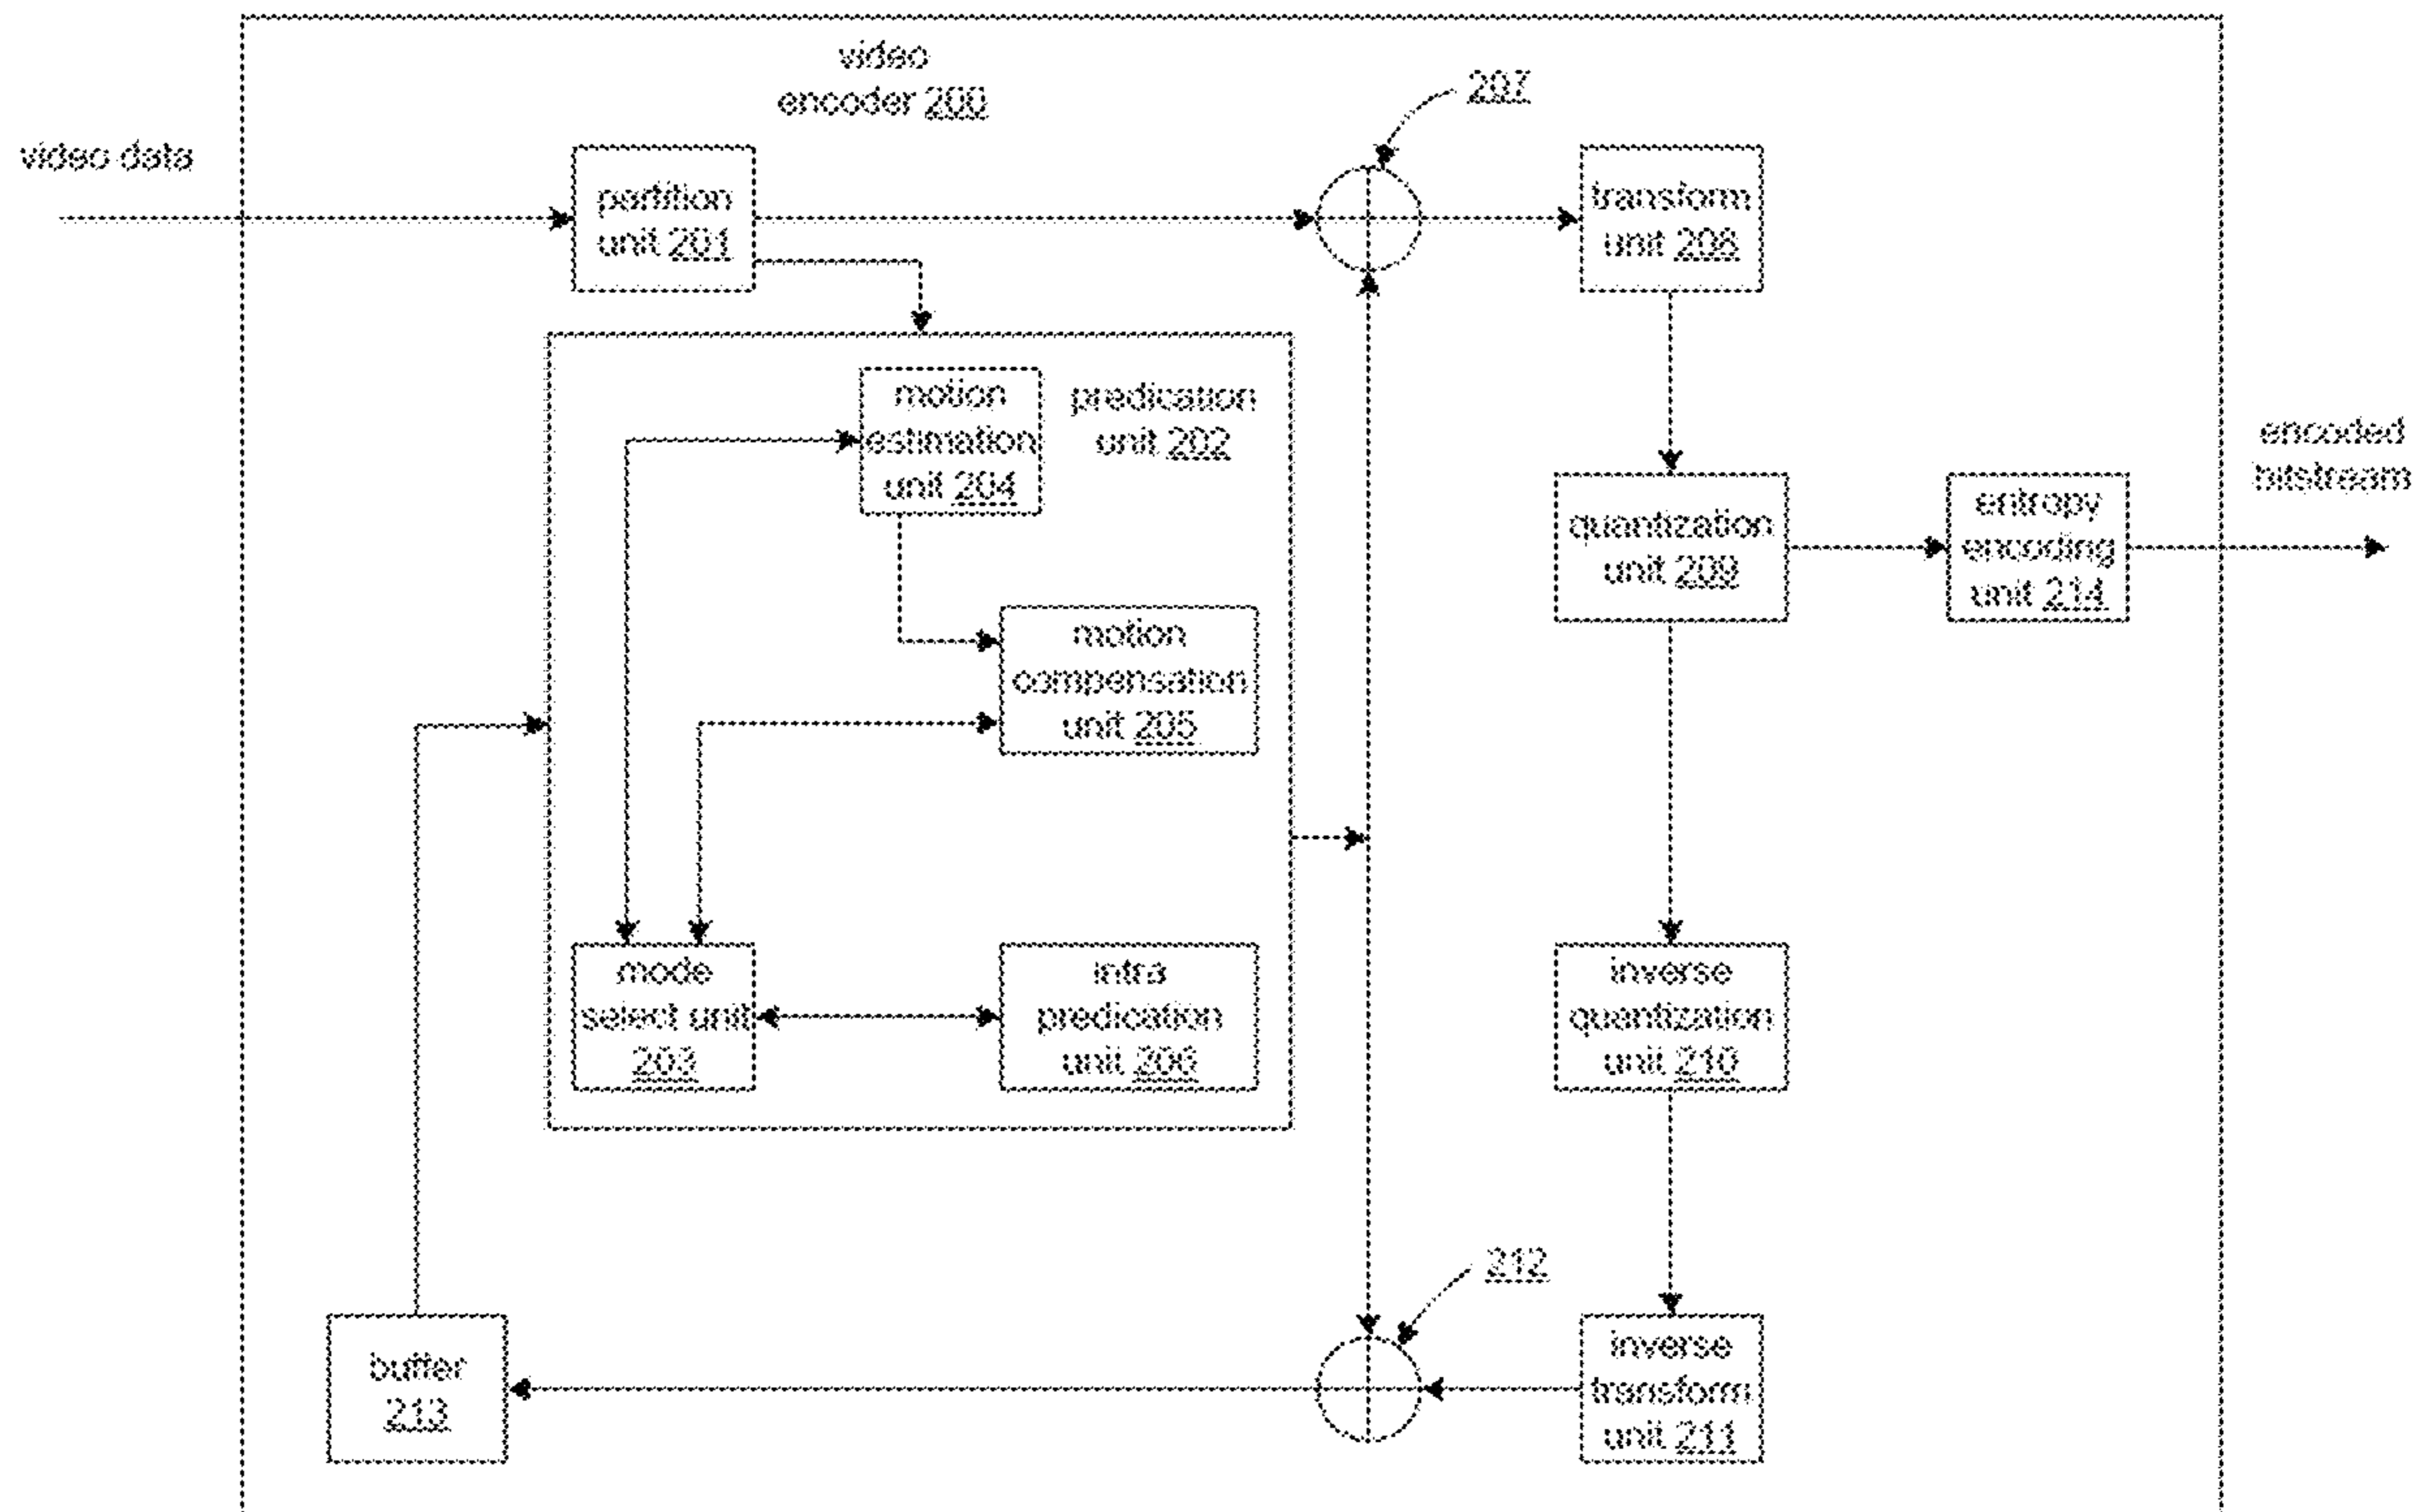 video
encoder 200
207
video data
partition
unit 201
transform
unit 208
motion
estimation
unit 204
predication
unit 202
encoded
bitstream
quantization
unit 209
entropy
encoding
unit 214
motion
compensation
unit 205
mode
select unit
203
intra
predication
unit 206
inverse
quantization
unit 210
212
buffer
213
inverse
transform
unit 211